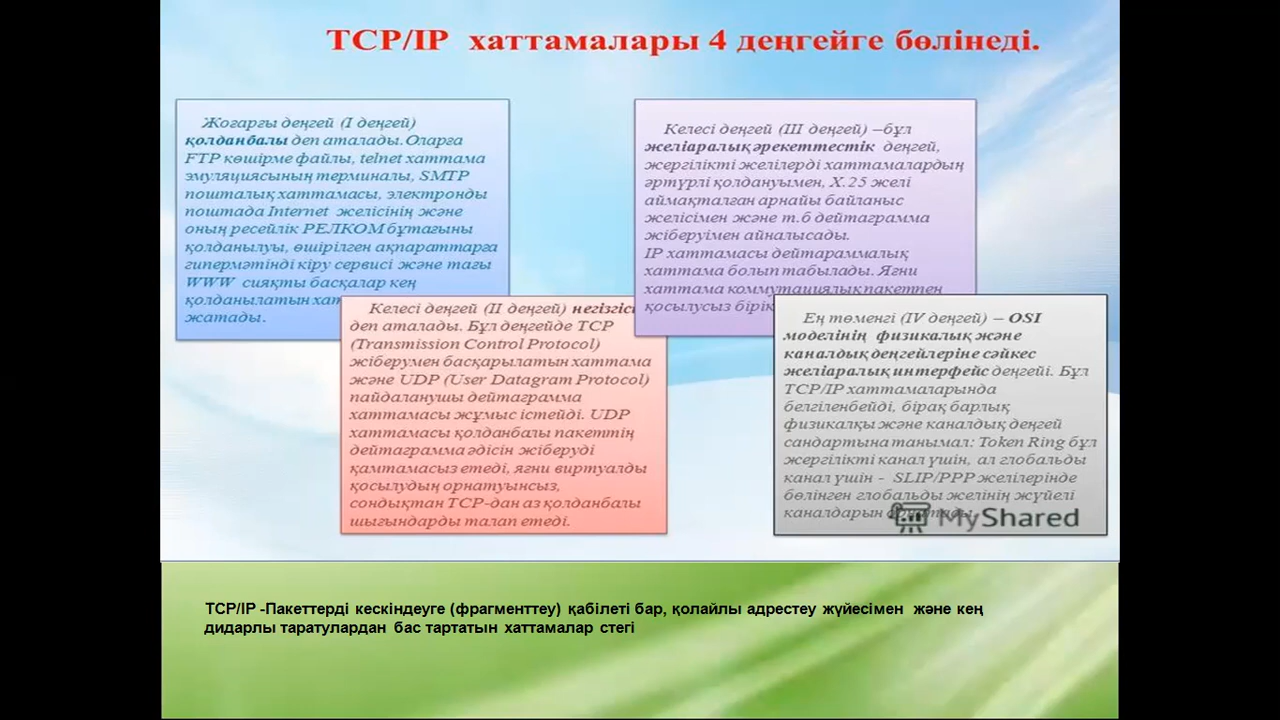 TCP/IP хаттамалары 4 деңгейге бөлінеді.
Жоғарғы деңгей (I деңгей)
қолданбалы деп аталады.Оларға
FTP көшірме файлы, telnet хаттама
эмуляциясының терминалы, SMTP
пошталық хаттамасы, электронды
поштада Internet желісінің және
оның ресейлік РЕЛКОМ бұтағыны
қолданылуы, өшірілген ақпараттарға
гипермәтінді кіру сервисі және тағы
WWW сияқты басқалар кең
қолданылатын
жатады.
Келесі деңгей (II деңгей)
деп аталады. Бұл деңгейде TCP
(Transmission Control Protocol)
жіберумен басқарылатын хаттама
және UDP (User Datagram Protocol)
пайдаланушы дейтаграмма
хаттамасы жұмыс істейді. UDP
хаттамасы қолданбалы пакеттің
дейтаграмма әдісін жіберуді
қамтамасыз етеді, яғни виртуалды
қосылудың орнатуынсыз,
сондықтан TCP-дан аз қолданбалы
шығындарды талап етеді.
Келесі деңгей (III деңгей) –бұл
желіаралық әрекеттестік деңгей,
жергілікті желілерді хаттамалардың
әртүрлі қолдануымен, X.25 желі
аймақталған арнайы байланыс
желісімен және т.б дейтаграмма
жіберуімен айналысады.
IP хаттамасы дейтараммалық
хаттама болып табылады. Яғни
хаттама коммутациялық пакетпен
қосылусыз
Ең төменгі (IV деңгей) – OSI
моделінің физикалық және
каналдық деңгейлеріне сәйкес
желіаралық интерфейс деңгейі. Бұл
TCP/IP хаттамаларында
белгіленбейді, бірақ барлық
физикалқы және каналдық деңгей
сандартына танымал: Token Ring бұл
жергілікті канал үшін, ал глобальды
канал үшін - SLIP/PPP желілерінде
бөлінген глобальды желінің жүйелі
каналдарын
MyShared
TCP/IP -Пакеттерді кескіндеуге (фрагменттеу) қабілеті бар, қолайлы адрестеу жүйесімен және кең
дидарлы таратулардан бас тартатын хаттамалар стегі